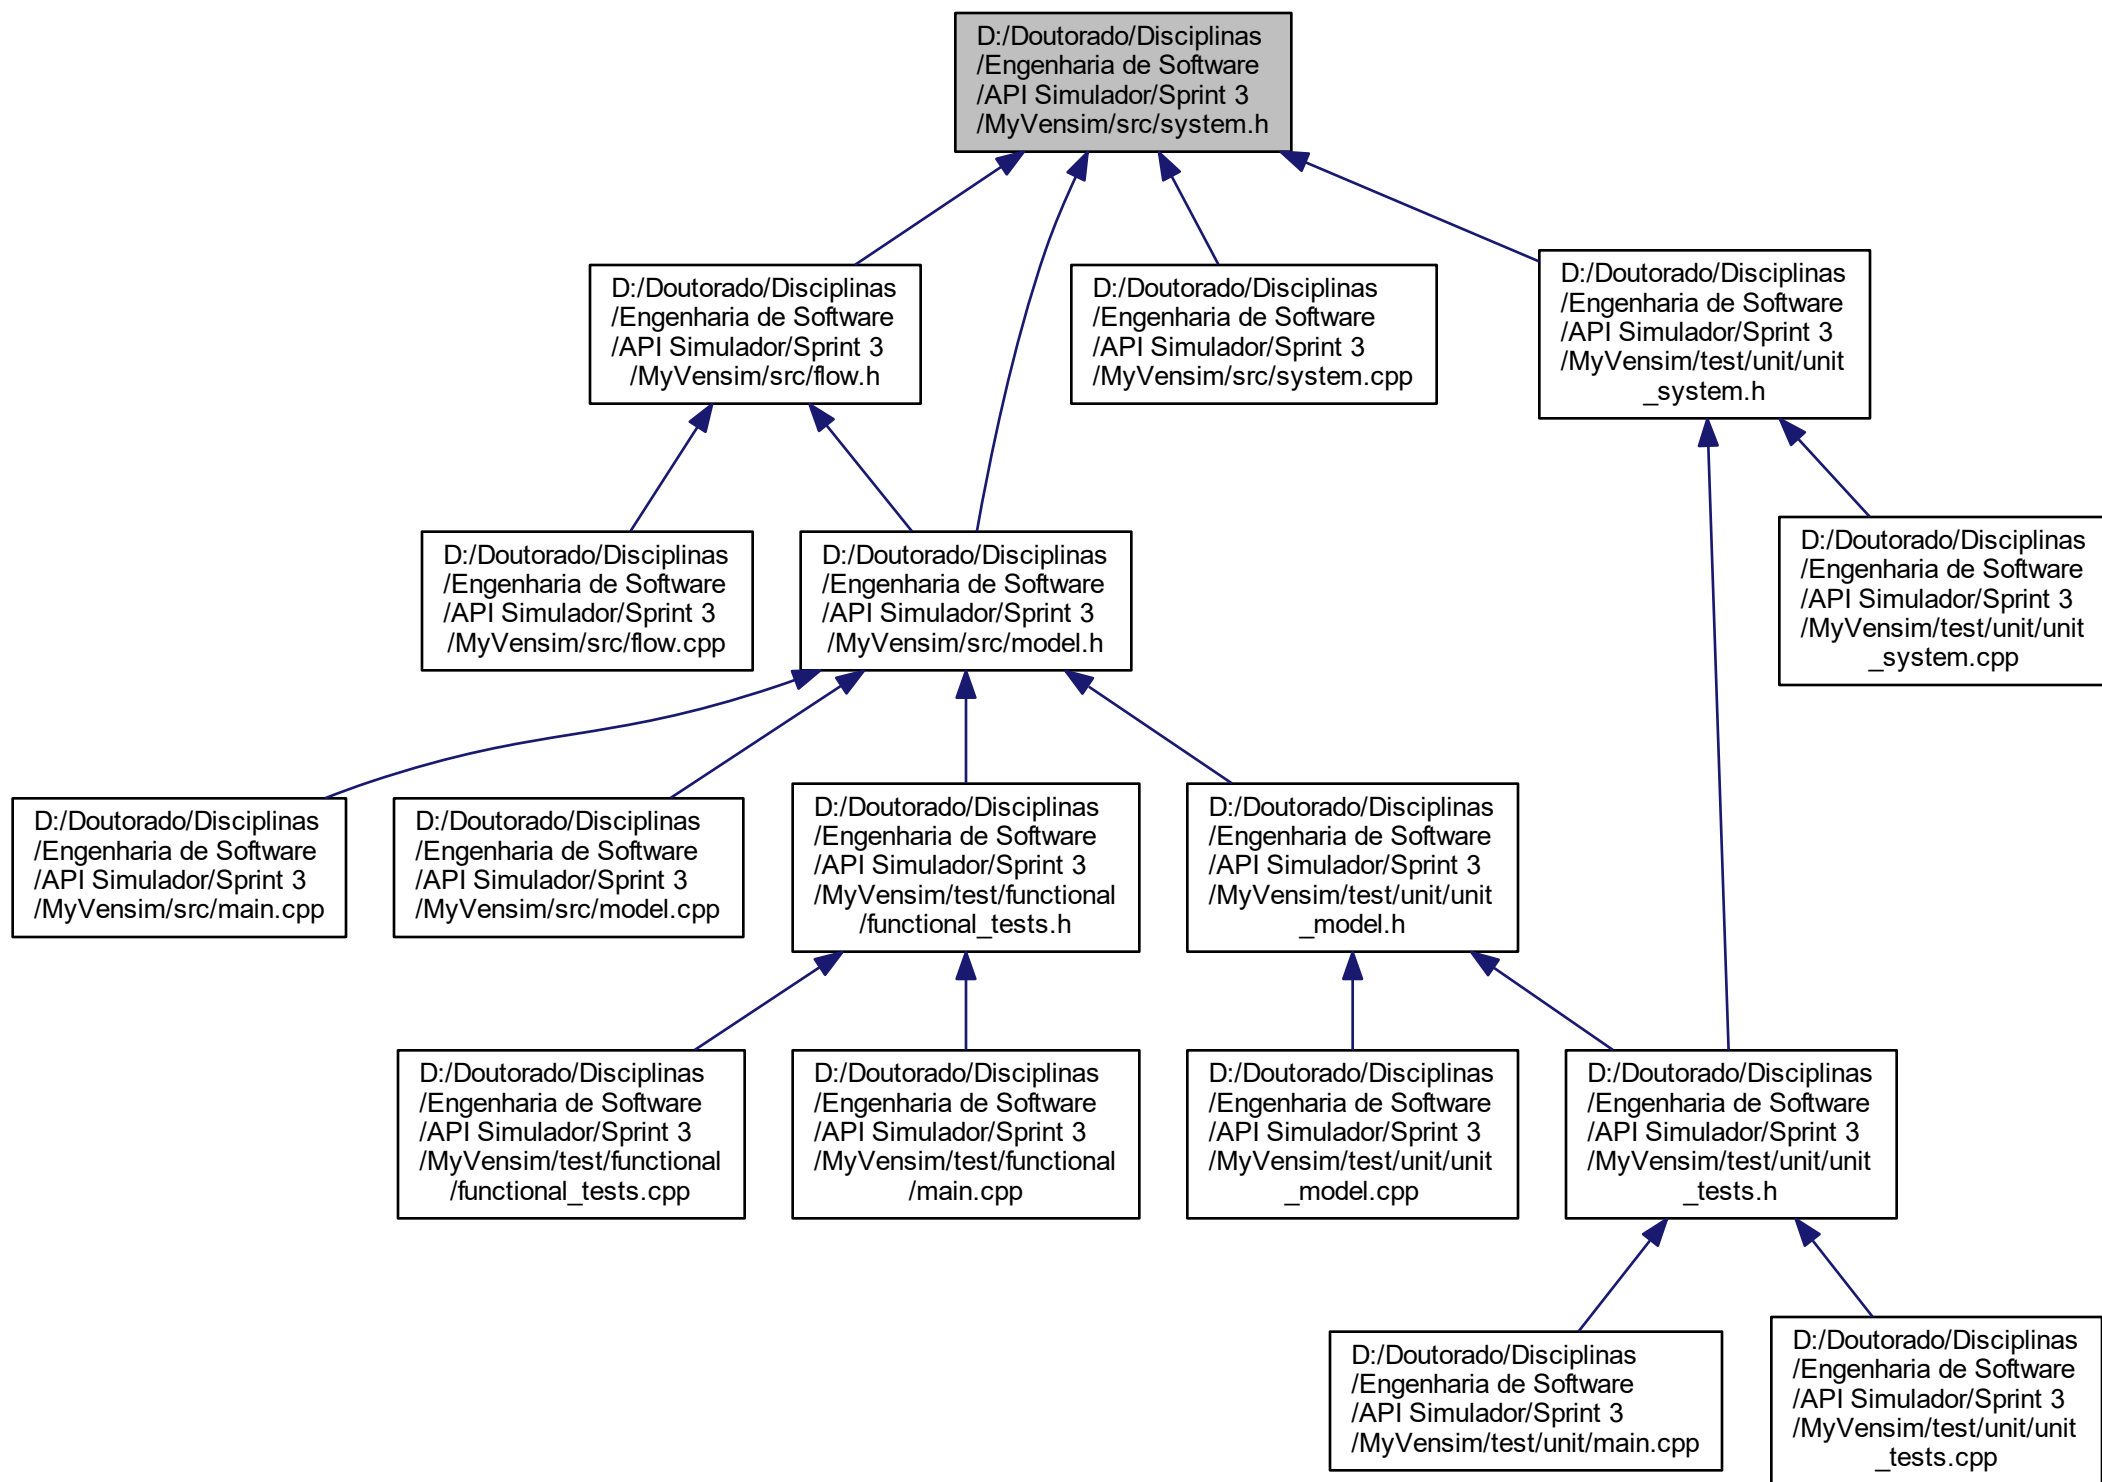 D:/Doutorado/Disciplinas
/Engenharia de Software
/API Simulador/Sprint 3
/MyVensim/src/system.h
D:/Doutorado/Disciplinas
/Engenharia de Software
/API Simulador/Sprint 3
/MyVensim/src/flow.h
D:/Doutorado/Disciplinas
/Engenharia de Software
/API Simulador/Sprint 3
/MyVensim/src/system.cpp
D:/Doutorado/Disciplinas
/Engenharia de Software
/API Simulador/Sprint 3
/MyVensim/test/unit/unit
_system.h
D:/Doutorado/Disciplinas
/Engenharia de Software
/API Simulador/Sprint 3
/MyVensim/src/flow.cpp
D:/Doutorado/Disciplinas
/Engenharia de Software
/API Simulador/Sprint 3
/MyVensim/src/model.h
D:/Doutorado/Disciplinas
/Engenharia de Software
/API Simulador/Sprint 3
/MyVensim/test/unit/unit
_system.cpp
D:/Doutorado/Disciplinas
/Engenharia de Software
/API Simulador/Sprint 3
/MyVensim/src/main.cpp
D:/Doutorado/Disciplinas
/Engenharia de Software
/API Simulador/Sprint 3
/MyVensim/src/model.cpp
D:/Doutorado/Disciplinas
/Engenharia de Software
/API Simulador/Sprint 3
/MyVensim/test/functional
/functional_tests.h
D:/Doutorado/Disciplinas
/Engenharia de Software
/API Simulador/Sprint 3
/MyVensim/test/unit/unit
_model.h
D:/Doutorado/Disciplinas
/Engenharia de Software
/API Simulador/Sprint 3
/MyVensim/test/functional
/functional_tests.cpp
D:/Doutorado/Disciplinas
/Engenharia de Software
/API Simulador/Sprint 3
/MyVensim/test/functional
/main.cpp
D:/Doutorado/Disciplinas
/Engenharia de Software
/API Simulador/Sprint 3
/MyVensim/test/unit/unit
_model.cpp
D:/Doutorado/Disciplinas
/Engenharia de Software
/API Simulador/Sprint 3
/MyVensim/test/unit/unit
_tests.h
D:/Doutorado/Disciplinas
/Engenharia de Software
/API Simulador/Sprint 3
/MyVensim/test/unit/main.cpp
D:/Doutorado/Disciplinas
/Engenharia de Software
/API Simulador/Sprint 3
/MyVensim/test/unit/unit
_tests.cpp